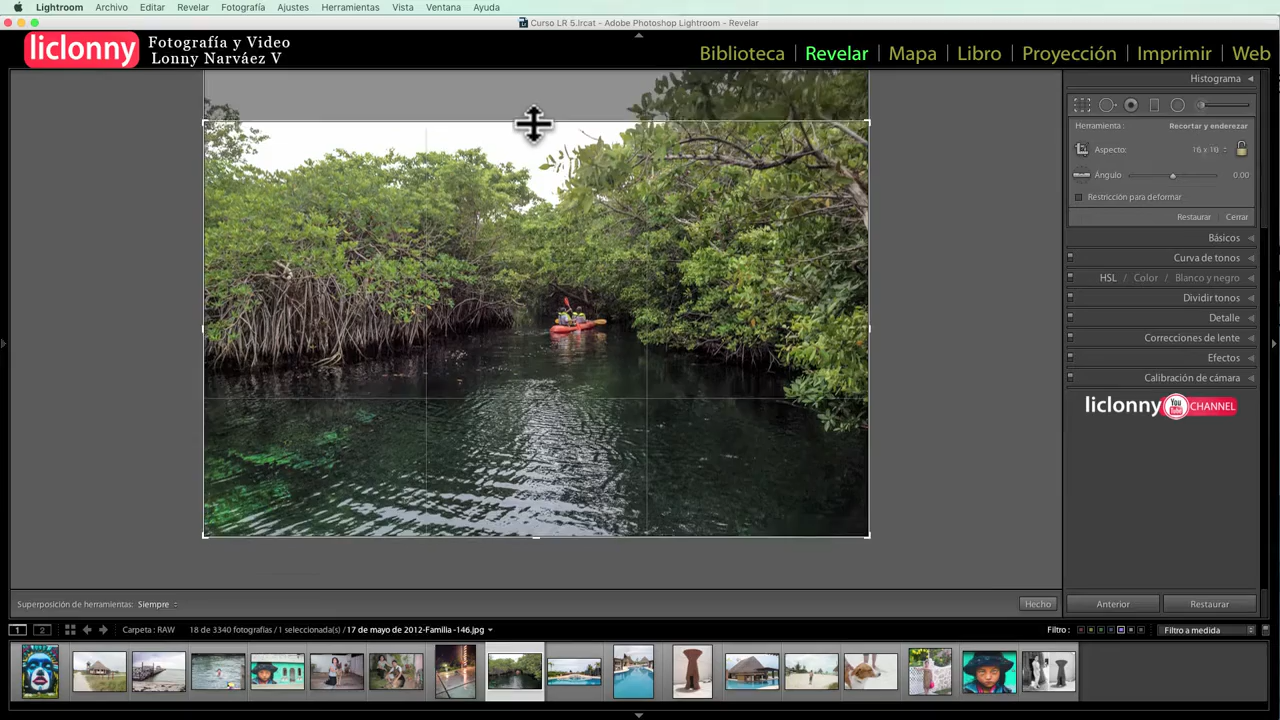 Lightroom Archivo Editar Revelar Fotografía Ajustes Herramientas Vista Ventana Ayuda
Curso LR 5.lrcat - Adobe Photoshop Lightroom - Revelar
liclonny Fotografía y Video
Lonny Narváez V
Biblioteca | Revelar | Mapa | Libro | Proyección | Imprimir | Web
Histograma
Herramienta : Recortar y enderezar
Aspecto: 16 x 10
Ángulo 0.00
Restricción para deformar
Restaurar Cerrar
Básicos
Curva de tonos
HSL / Color / Blanco y negro
Dividir tonos
Detalle
Correcciones de lente
Efectos
Calibración de cámara
liclonny You Tube CHANNEL
Superposición de herramientas: Siempre
Hecho
Anterior Restaurar
1 2 Carpeta : RAW 18 de 3340 fotografías / 1 seleccionada(s) / 17 de mayo de 2012-Familia -146.jpg
Filtro : Filtro a medida